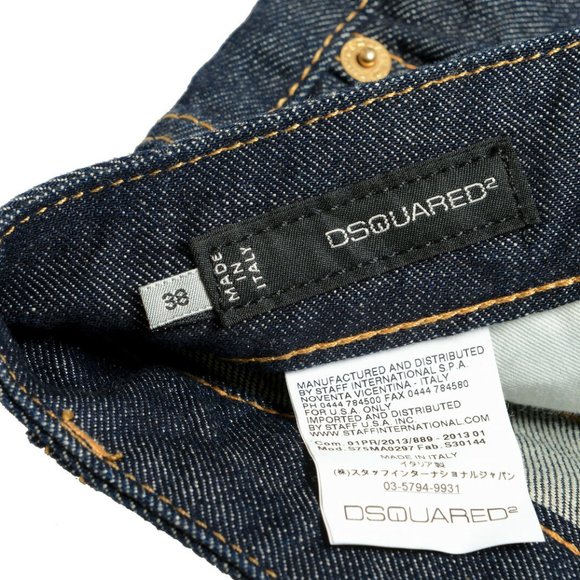 DSQUARED²
MADE
IN
ITALY
38
MANUFACTURED AND DISTRIBUTED
BY STAFF INTERNATIONAL S.P.A.
NOVENTA VICENTINA - ITALY
PH 0444 784500 FAX 0444 784580
FOR U.S.A. ONLY
IMPORTED AND DISTRIBUTED
BY STAFF U.S.A. INC.
WWW.STAFFINTERNATIONAL.COM
Com. 01PR/2013/889 - 2013 01
Mod. S75MA0297 Fab. S30144
MADE IN ITALY
イタリア製
(株)スタッフインターナショナルジャパン
03-5794-9931
DSQUARED²